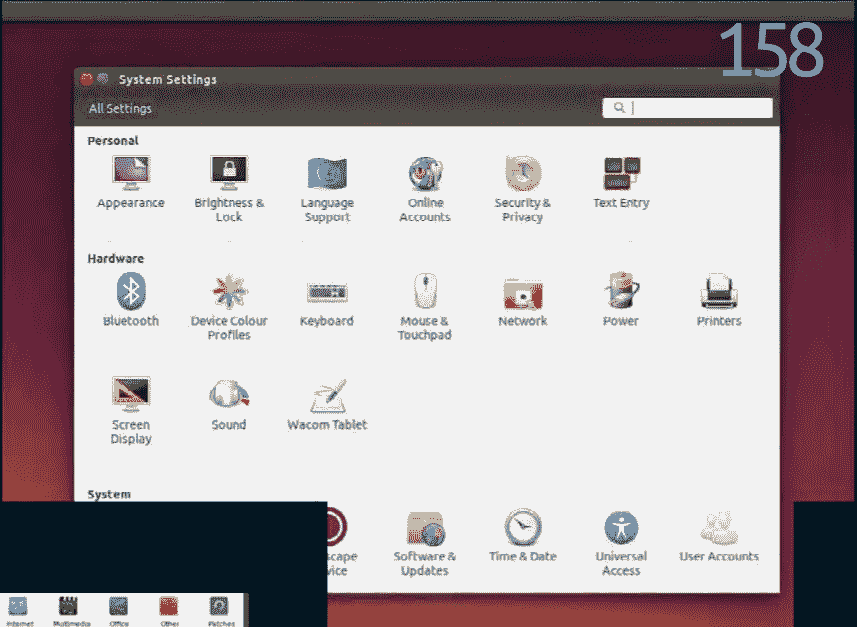 158
System Settings
All Settings
Personal
Appearance
Brightness &
Lock
Language
Support
Online
Accounts
Security &
Privacy
Text Entry
Hardware
Bluetooth
Device Colour
Profiles
Keyboard
Mouse &
Touchpad
Network
Power
Printers
Screen
Display
Sound
Wacom Tablet
System
scape
vice
Software &
Updates
Time & Date
Universal
Access
User Accounts
Internet
Multimedia
Office
Other
Patches